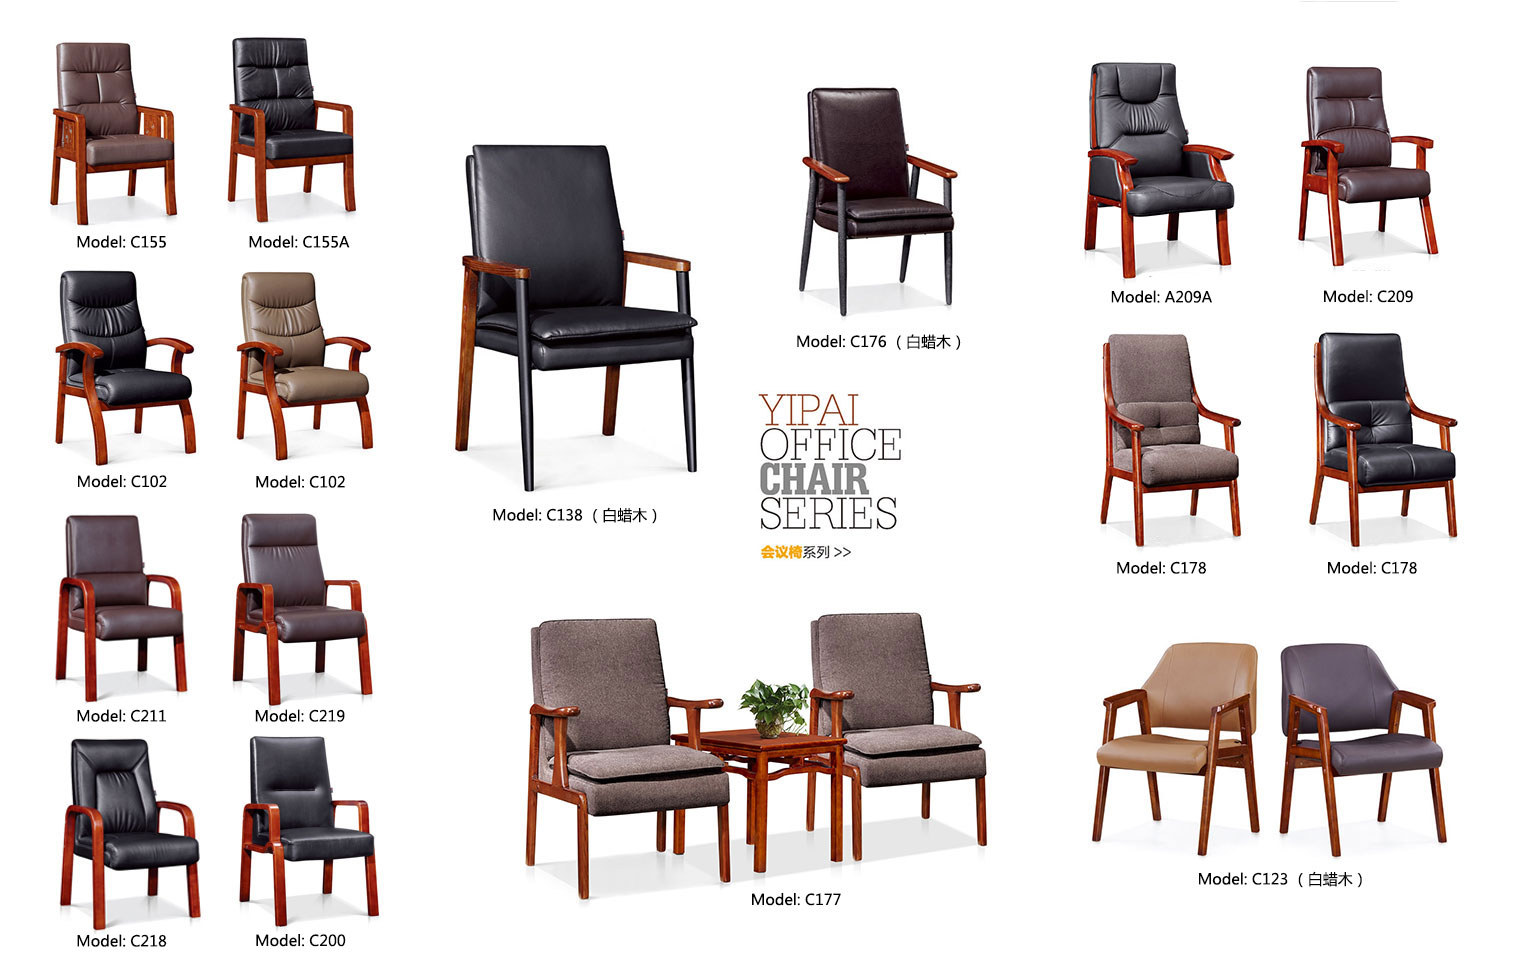 Model: C155
Model: C155A
Model: C102
Model: C102
Model: C211
Model: C219
Model: C218
Model: C200
Model: C138（白蜡木）
Model: C176（白蜡木）
YIPAI
OFFICE
CHAIR
SERIES
会议椅系列 >>
Model: C177
Model: A209A
Model: C209
Model: C178
Model: C178
Model: C123（白蜡木）